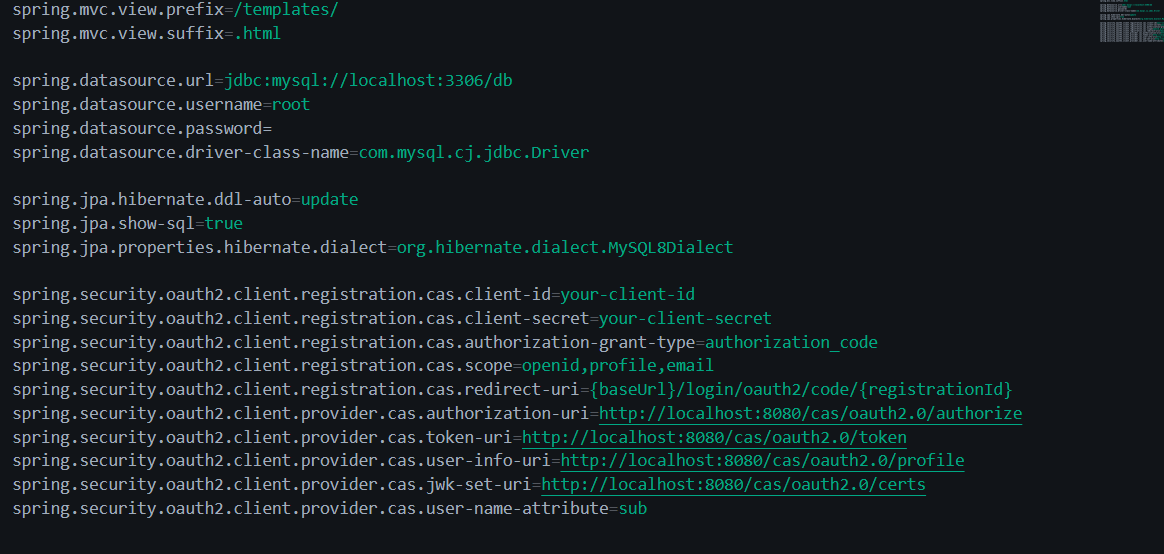 spring.mvc.view.prefix=/templates/
spring.mvc.view.suffix=.html
spring.datasource.url=jdbc:mysql://localhost:3306/db
spring.datasource.username=root
spring.datasource.password=
spring.datasource.driver-class-name=com.mysql.cj.jdbc.Driver
spring.jpa.hibernate.ddl-auto=update
spring.jpa.show-sql=true
spring.jpa.properties.hibernate.dialect=org.hibernate.dialect.MySQL8Dialect
spring.security.oauth2.client.registration.cas.client-id=your-client-id
spring.security.oauth2.client.registration.cas.client-secret=your-client-secret
spring.security.oauth2.client.registration.cas.authorization-grant-type=authorization_code
spring.security.oauth2.client.registration.cas.scope=openid,profile,email
spring.security.oauth2.client.registration.cas.redirect-uri={baseUrl}/login/oauth2/code/{registrationId}
spring.security.oauth2.client.provider.cas.authorization-uri=http://localhost:8080/cas/oauth2.0/authorize
spring.security.oauth2.client.provider.cas.token-uri=http://localhost:8080/cas/oauth2.0/token
spring.security.oauth2.client.provider.cas.user-info-uri=http://localhost:8080/cas/oauth2.0/profile
spring.security.oauth2.client.provider.cas.jwk-set-uri=http://localhost:8080/cas/oauth2.0/certs
spring.security.oauth2.client.provider.cas.user-name-attribute=sub